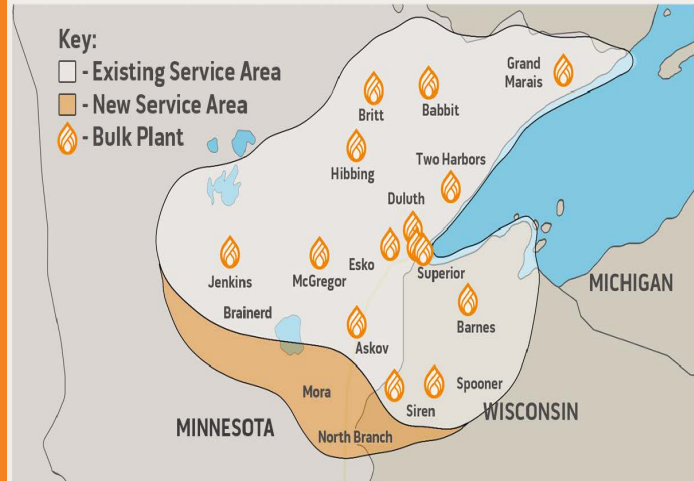 Key:
- Existing Service Area
- New Service Area
- Bulk Plant
Grand
Marais
Britt
Babbit
Hibbing
Two Harbors
Duluth
Esko
Superior
Jenkins
McGregor
MICHIGAN
Brainerd
Barnes
Askov
Mora
Spooner
Siren
WISCONSIN
MINNESOTA
North Branch